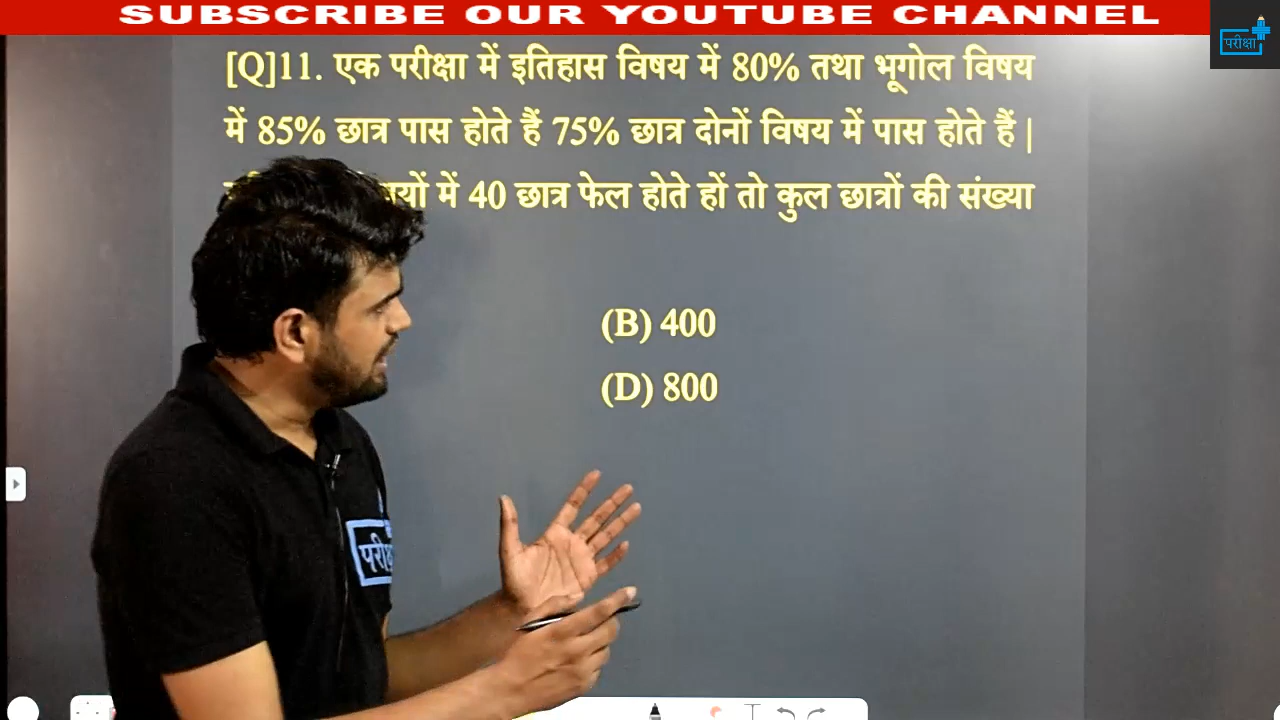 SUBSCRIBE OUR YOUTUBE CHANNEL
परीक्षा
[Q]11. एक परीक्षा में इतिहास विषय में 80% तथा भूगोल विषय
में 85% छात्र पास होते हैं 75% छात्र दोनों विषय में पास होते हैं |
में 40 छात्र फेल होते हों तो कुल छात्रों की संख्या
(B) 400
(D) 800